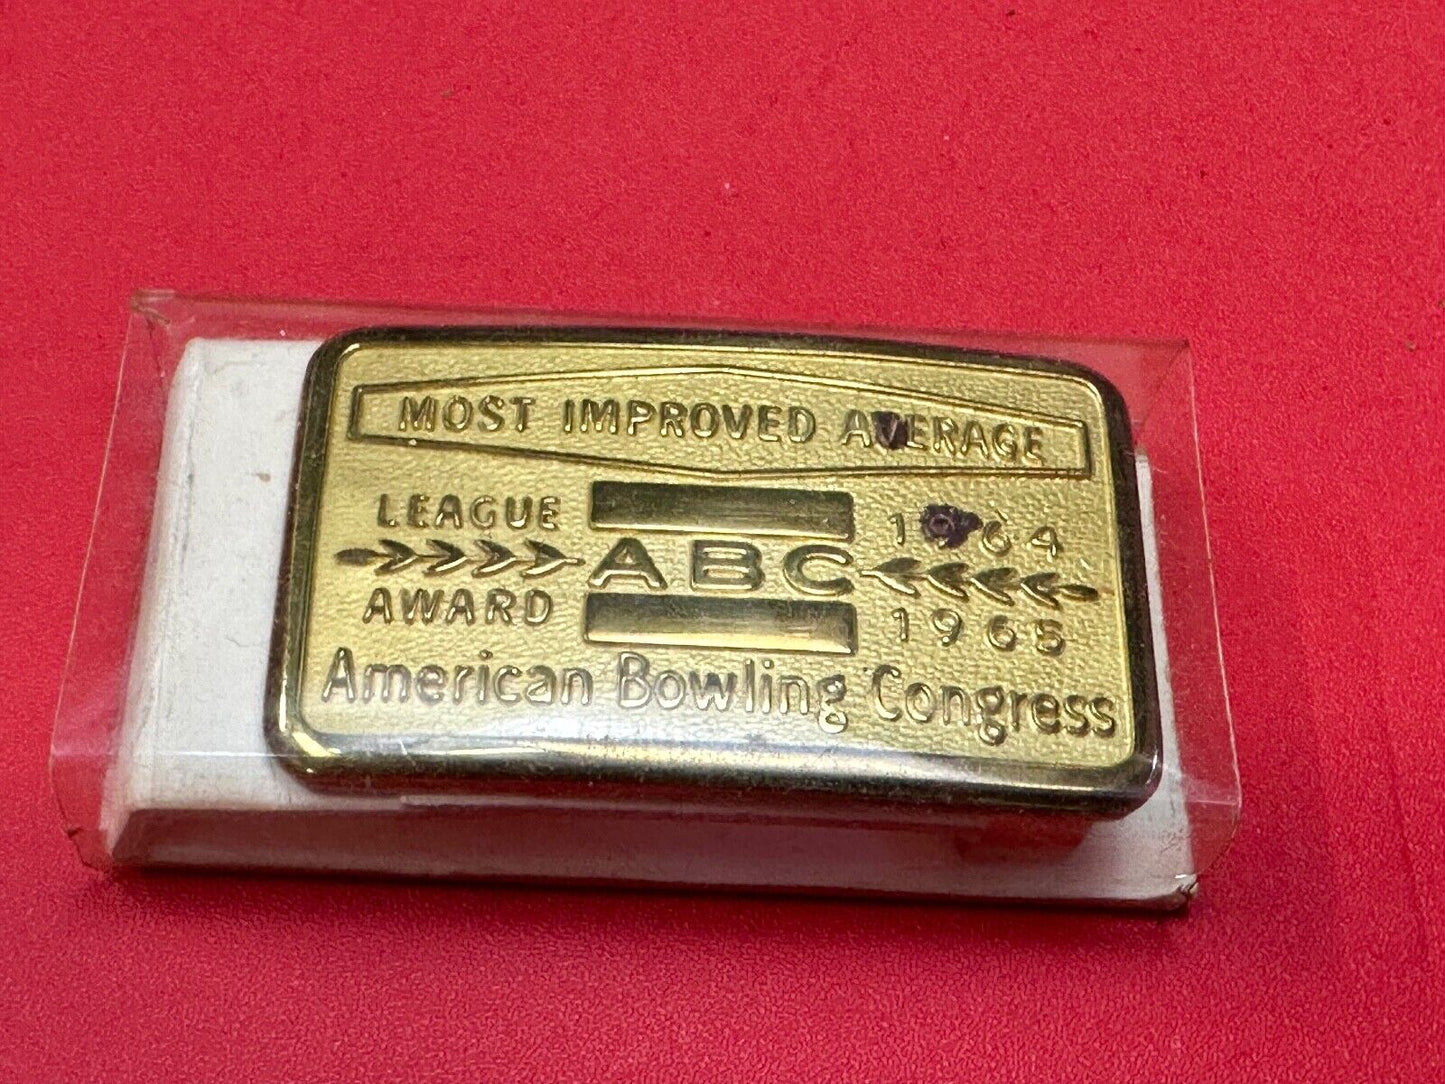 MOST IMPROVED AVERAGE
LEAGUE
AWARD
ABC
1964
1965
American Bowling Congress